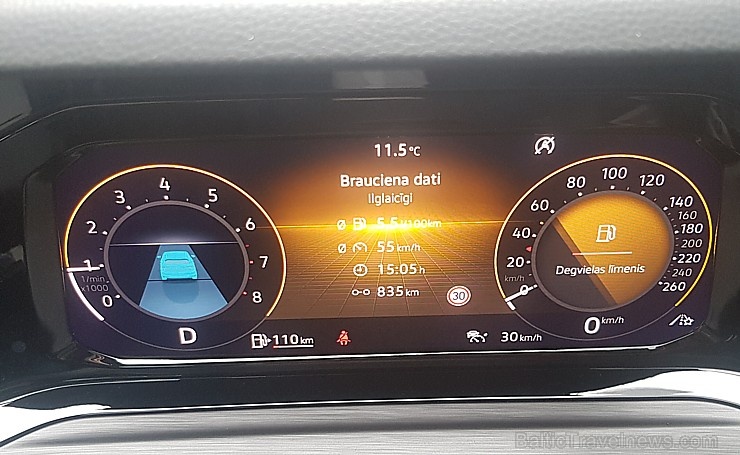 11.5 °C
Brauciena dati
Ilglaicīgi
Ø 5.5 l/100km
Ø 55 km/h
15:05 h
835 km
30
0 1 2 3 4 5 6 7 8
1/min
x1000
D
110 km
30 km/h
0 20 40 60 80 100 120 140 160 180 200 220 240 260
km/h
Degvielas līmenis
0 km/h
BalticTravelnews.com